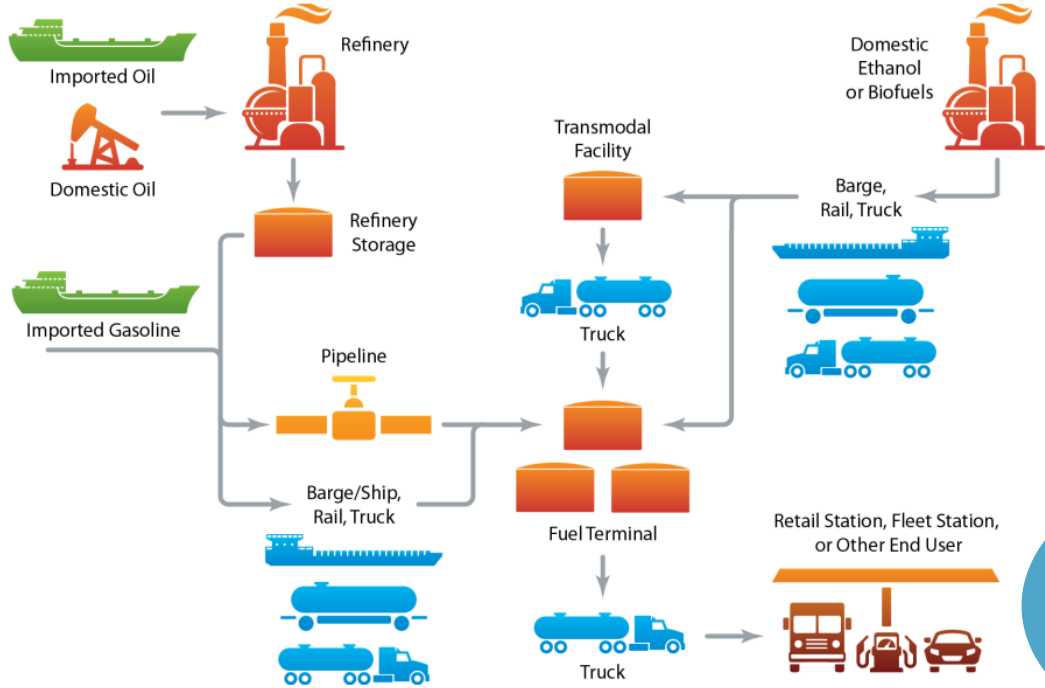 Imported Oil
Refinery
Domestic Oil
Refinery
Storage
Imported Gasoline
Pipeline
Barge/Ship,
Rail, Truck
Transmodal
Facility
Truck
Domestic
Ethanol
or Biofuels
Barge,
Rail, Truck
Fuel Terminal
Truck
Retail Station, Fleet Station,
or Other End User